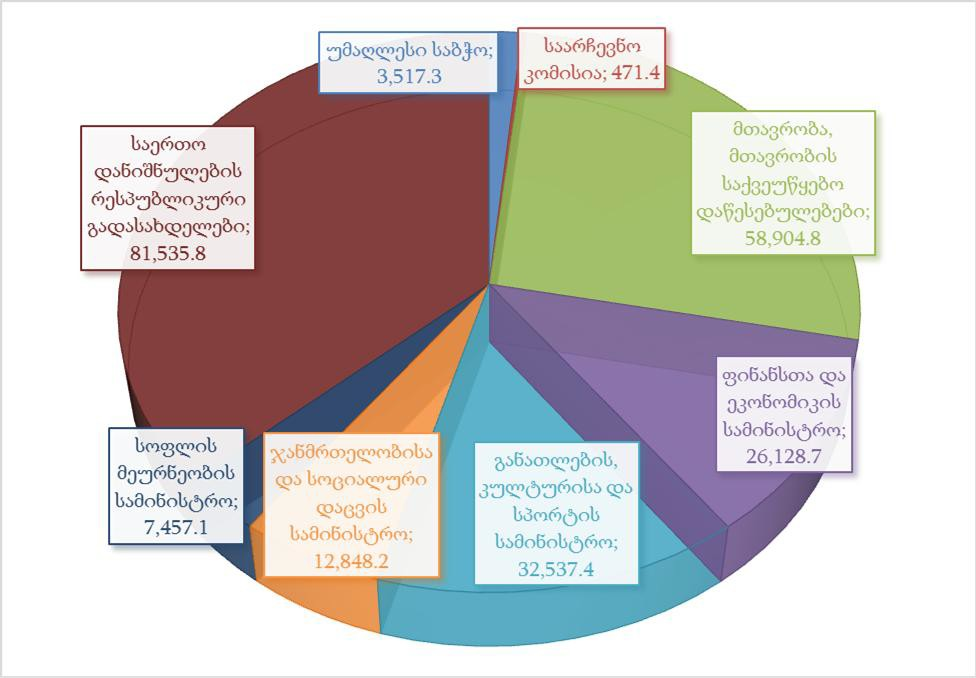 უმაღლესი საბჭო;
3,517.3
საარჩევნო
კომისია; 471.4
მთავრობა,
მთავრობის
საქვეუწყებო
დაწესებულებები;
58,904.8
ფინანსთა და
ეკონომიკის
სამინისტრო;
26,128.7
განათლების,
კულტურისა და
სპორტის
სამინისტრო;
32,537.4
ჯანმრთელობისა
და სოციალური
დაცვის
სამინისტრო;
12,848.2
სოფლის
მეურნეობის
სამინისტრო;
7,457.1
საერთო
დანიშნულების
რესპუბლიკური
გადასახდელები;
81,535.8